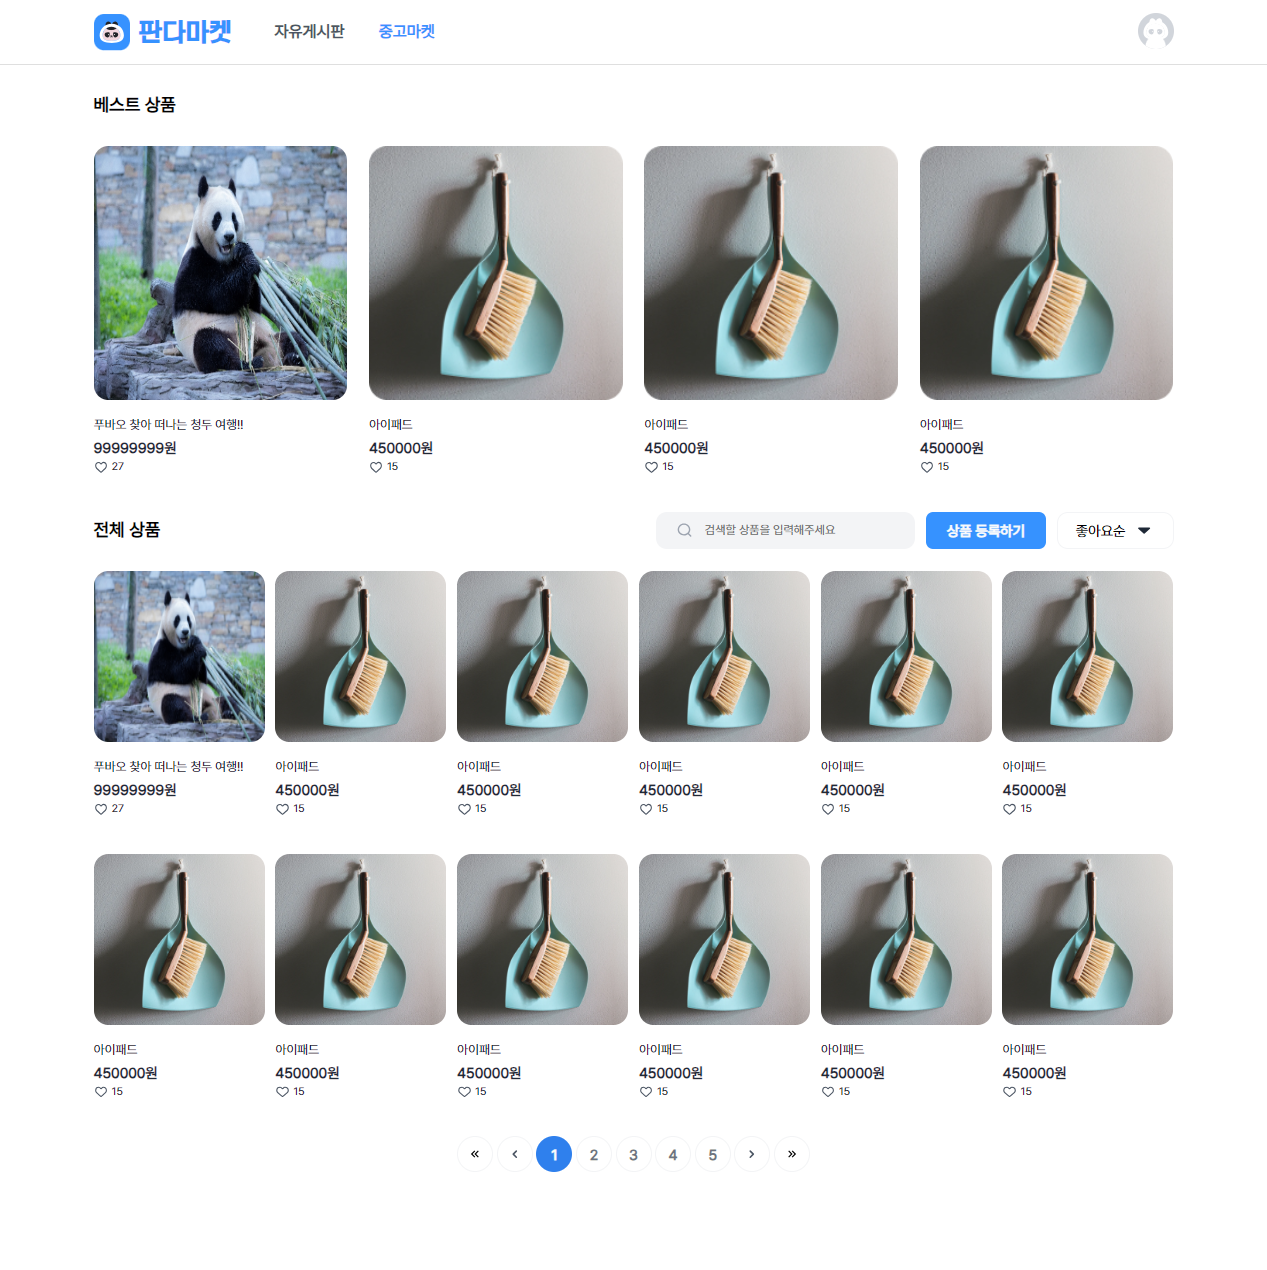 판다마켓 자유게시판 중고마켓
베스트 상품
푸바오 찾아 떠나는 청두 여행!! 아이패드 아이패드 아이패드
99999999원 450000원 450000원 450000원
27 15 15 15
전체 상품 검색할 상품을 입력해주세요 상품 등록하기 좋아요순
푸바오 찾아 떠나는 청두 여행!! 아이패드 아이패드 아이패드 아이패드 아이패드
99999999원 450000원 450000원 450000원 450000원 450000원
27 15 15 15 15 15
아이패드 아이패드 아이패드 아이패드 아이패드 아이패드
450000원 450000원 450000원 450000원 450000원 450000원
15 15 15 15 15 15
« ‹ 1 2 3 4 5 › »